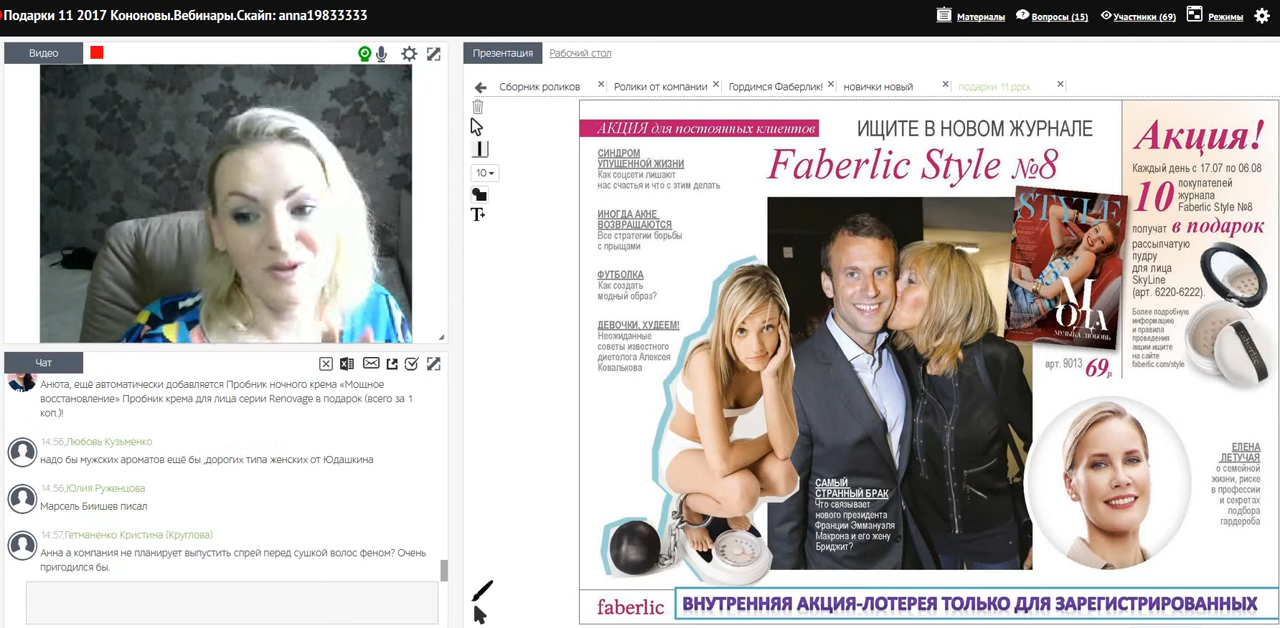 Подарки 11 2017 Кононовы.Вебинары.Скайп: anna19833333
Материалы
Вопросы (15)
Участники (69)
Режимы
Видео
Презентация
Рабочий стол
Сборник роликов
Ролики от компании
Гордимся Фаберлик!
новички новый
подарки 11.pptx
10
T+
АКЦИЯ для постоянных клиентов
ИЩИТЕ В НОВОМ ЖУРНАЛЕ
Faberlic Style №8
СИНДРОМ
УПУЩЕННОЙ ЖИЗНИ
Как соцсети лишают
нас счастья и что с этим делать
ИНОГДА АКНЕ
ВОЗВРАЩАЮТСЯ
Все стратегии борьбы
с прыщами
ФУТБОЛКА
Как создать
модный образ?
ДЕВОЧКИ, ХУДЕЕМ!
Неожиданные
советы известного
диетолога Алексея
Ковалькова
STYLE
МОДА
МУЗЫКА, ЛЮБОВЬ
арт. 9013 69р.
Акция!
Каждый день с 17.07 по 06.08
10 покупателей
журнала
Faberlic Style №8
получат в подарок
рассыпчатую
пудру
для лица
SkyLine
(арт. 6220-6222).
Более подробную
информацию
и правила
проведения
акции ищите
на сайте
faberlic.com/style
faberlic
САМЫЙ
СТРАННЫЙ БРАК
Что связывает
нового президента
Франции Эммануэля
Макрона и его жену
Бриджит?
ЕЛЕНА
ЛЕТУЧАЯ
о семейной
жизни, риске
в профессии
и секретах
подбора
гардероба
faberlic
ВНУТРЕННЯЯ АКЦИЯ-ЛОТЕРЕЯ ТОЛЬКО ДЛЯ ЗАРЕГИСТРИРОВАННЫХ
Чат
Анюта, ещё автоматически добавляется Пробник ночного крема «Мощное
восстановление» Пробник крема для лица серии Renovage в подарок (всего за 1
коп.)!
14:56,Любовь Кузьменко
надо бы мужских ароматов ещё бы ,дорогих типа женских от Юдашкина
14:56,Юлия Руженцова
Марсель Биишев писал
14:57,Гетманенко Кристина (Круглова)
Анна а компания не планирует выпустить спрей перед сушкой волос феном? Очень
пригодился бы.